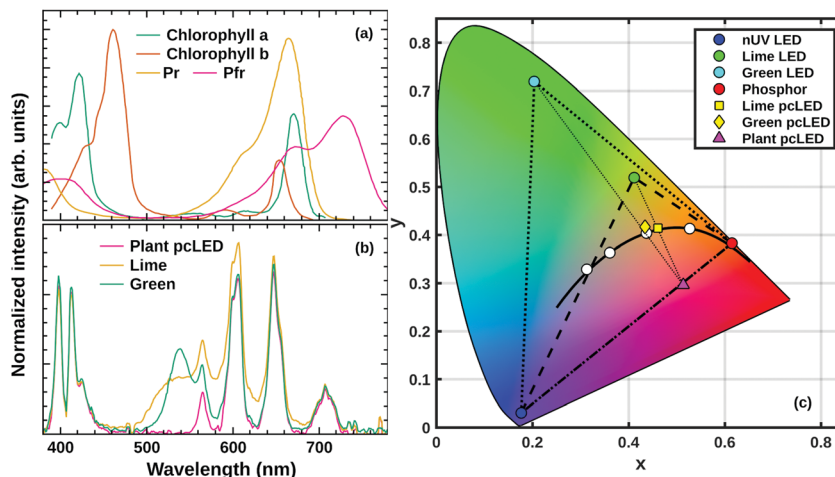 (a)
Chlorophyll a
Chlorophyll b
Pr
Pfr
(b)
Plant pcLED
Lime
Green
Normalized intensity (arb. units)
400
500
600
700
Wavelength (nm)
nUV LED
Lime LED
Green LED
Phosphor
Lime pcLED
Green pcLED
Plant pcLED
0.8
0.7
0.6
0.5
0.4
0.3
0.2
0.1
0
y
(c)
0
0.2
0.4
0.6
0.8
x